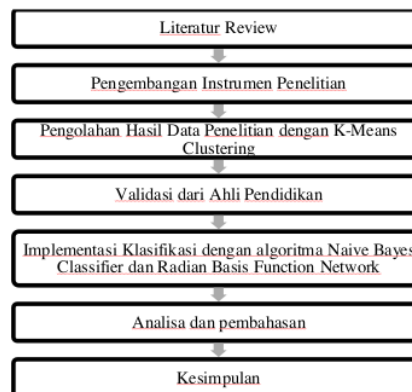 Literatur Review
Pengembangan Instrumen Penelitian
Pengolahan Hasil Data Penelitian dengan K-Means
Clustering
Validasi dari Ahli Pendidikan
Implementasi Klasifikasi dengan algoritma Naive Bayes
Classifier dan Radian Basis Function Network
Analisa dan pembahasan
Kesimpulan